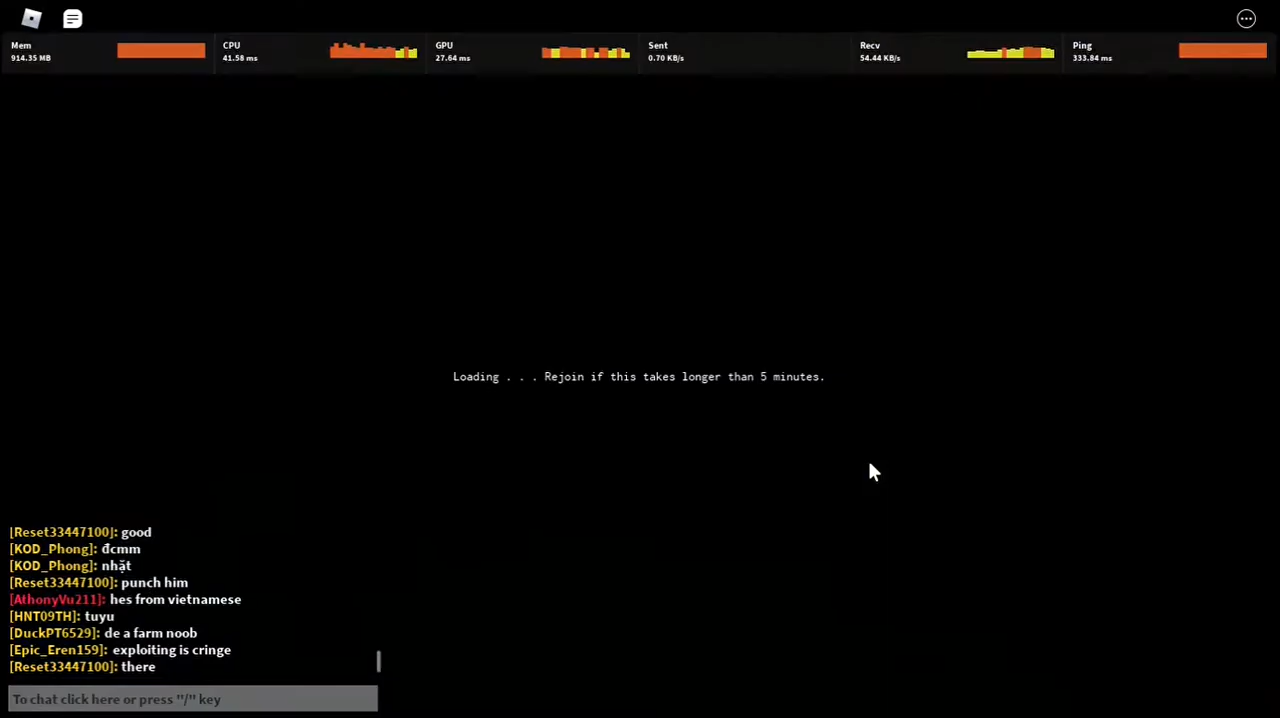 Mem
914.35 MB
CPU
41.58 ms
GPU
27.64 ms
Sent
0.70 KB/s
Recv
54.44 KB/s
Ping
333.84 ms
Loading . . . Rejoin if this takes longer than 5 minutes.
[Reset33447100]: good
[KOD_Phong]: đcmm
[KOD_Phong]: nhặt
[Reset33447100]: punch him
[AthonyVu211]: hes from vietnamese
[HNT09TH]: tuyu
[DuckPT6529]: de a farm noob
[Epic_Eren159]: exploiting is cringe
[Reset33447100]: there
To chat click here or press "/" key